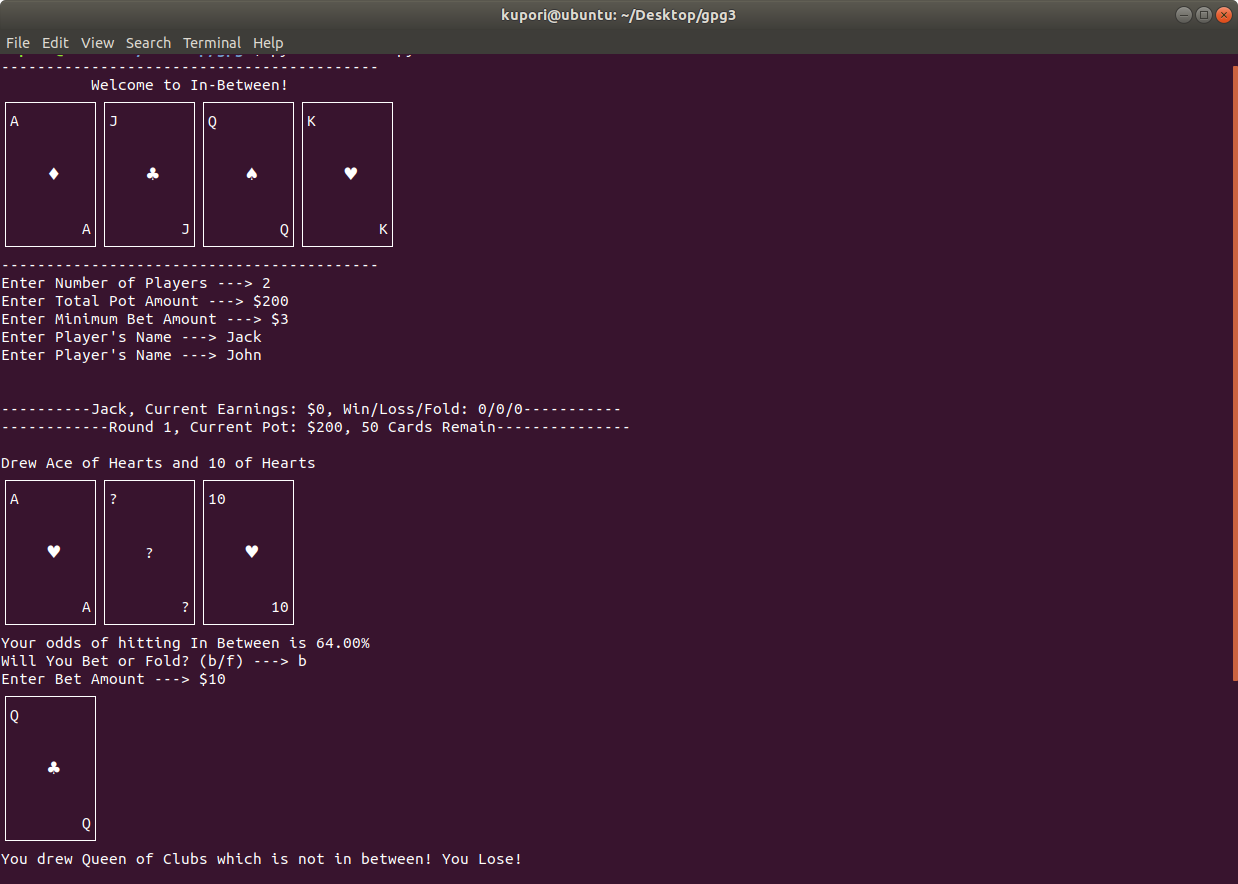 kupori@ubuntu: ~/Desktop/gpg3
File Edit View Search Terminal Help
------------------------------------------
Welcome to In-Between!
A J Q K
♦ ♣ ♠ ♥
A J Q K
------------------------------------------
Enter Number of Players ---> 2
Enter Total Pot Amount ---> $200
Enter Minimum Bet Amount ---> $3
Enter Player's Name ---> Jack
Enter Player's Name ---> John
----------Jack, Current Earnings: $0, Win/Loss/Fold: 0/0/0-----------
------------Round 1, Current Pot: $200, 50 Cards Remain---------------
Drew Ace of Hearts and 10 of Hearts
A ? 10
♥ ? ♥
A ? 10
Your odds of hitting In Between is 64.00%
Will You Bet or Fold? (b/f) ---> b
Enter Bet Amount ---> $10
Q
♣
Q
You drew Queen of Clubs which is not in between! You Lose!